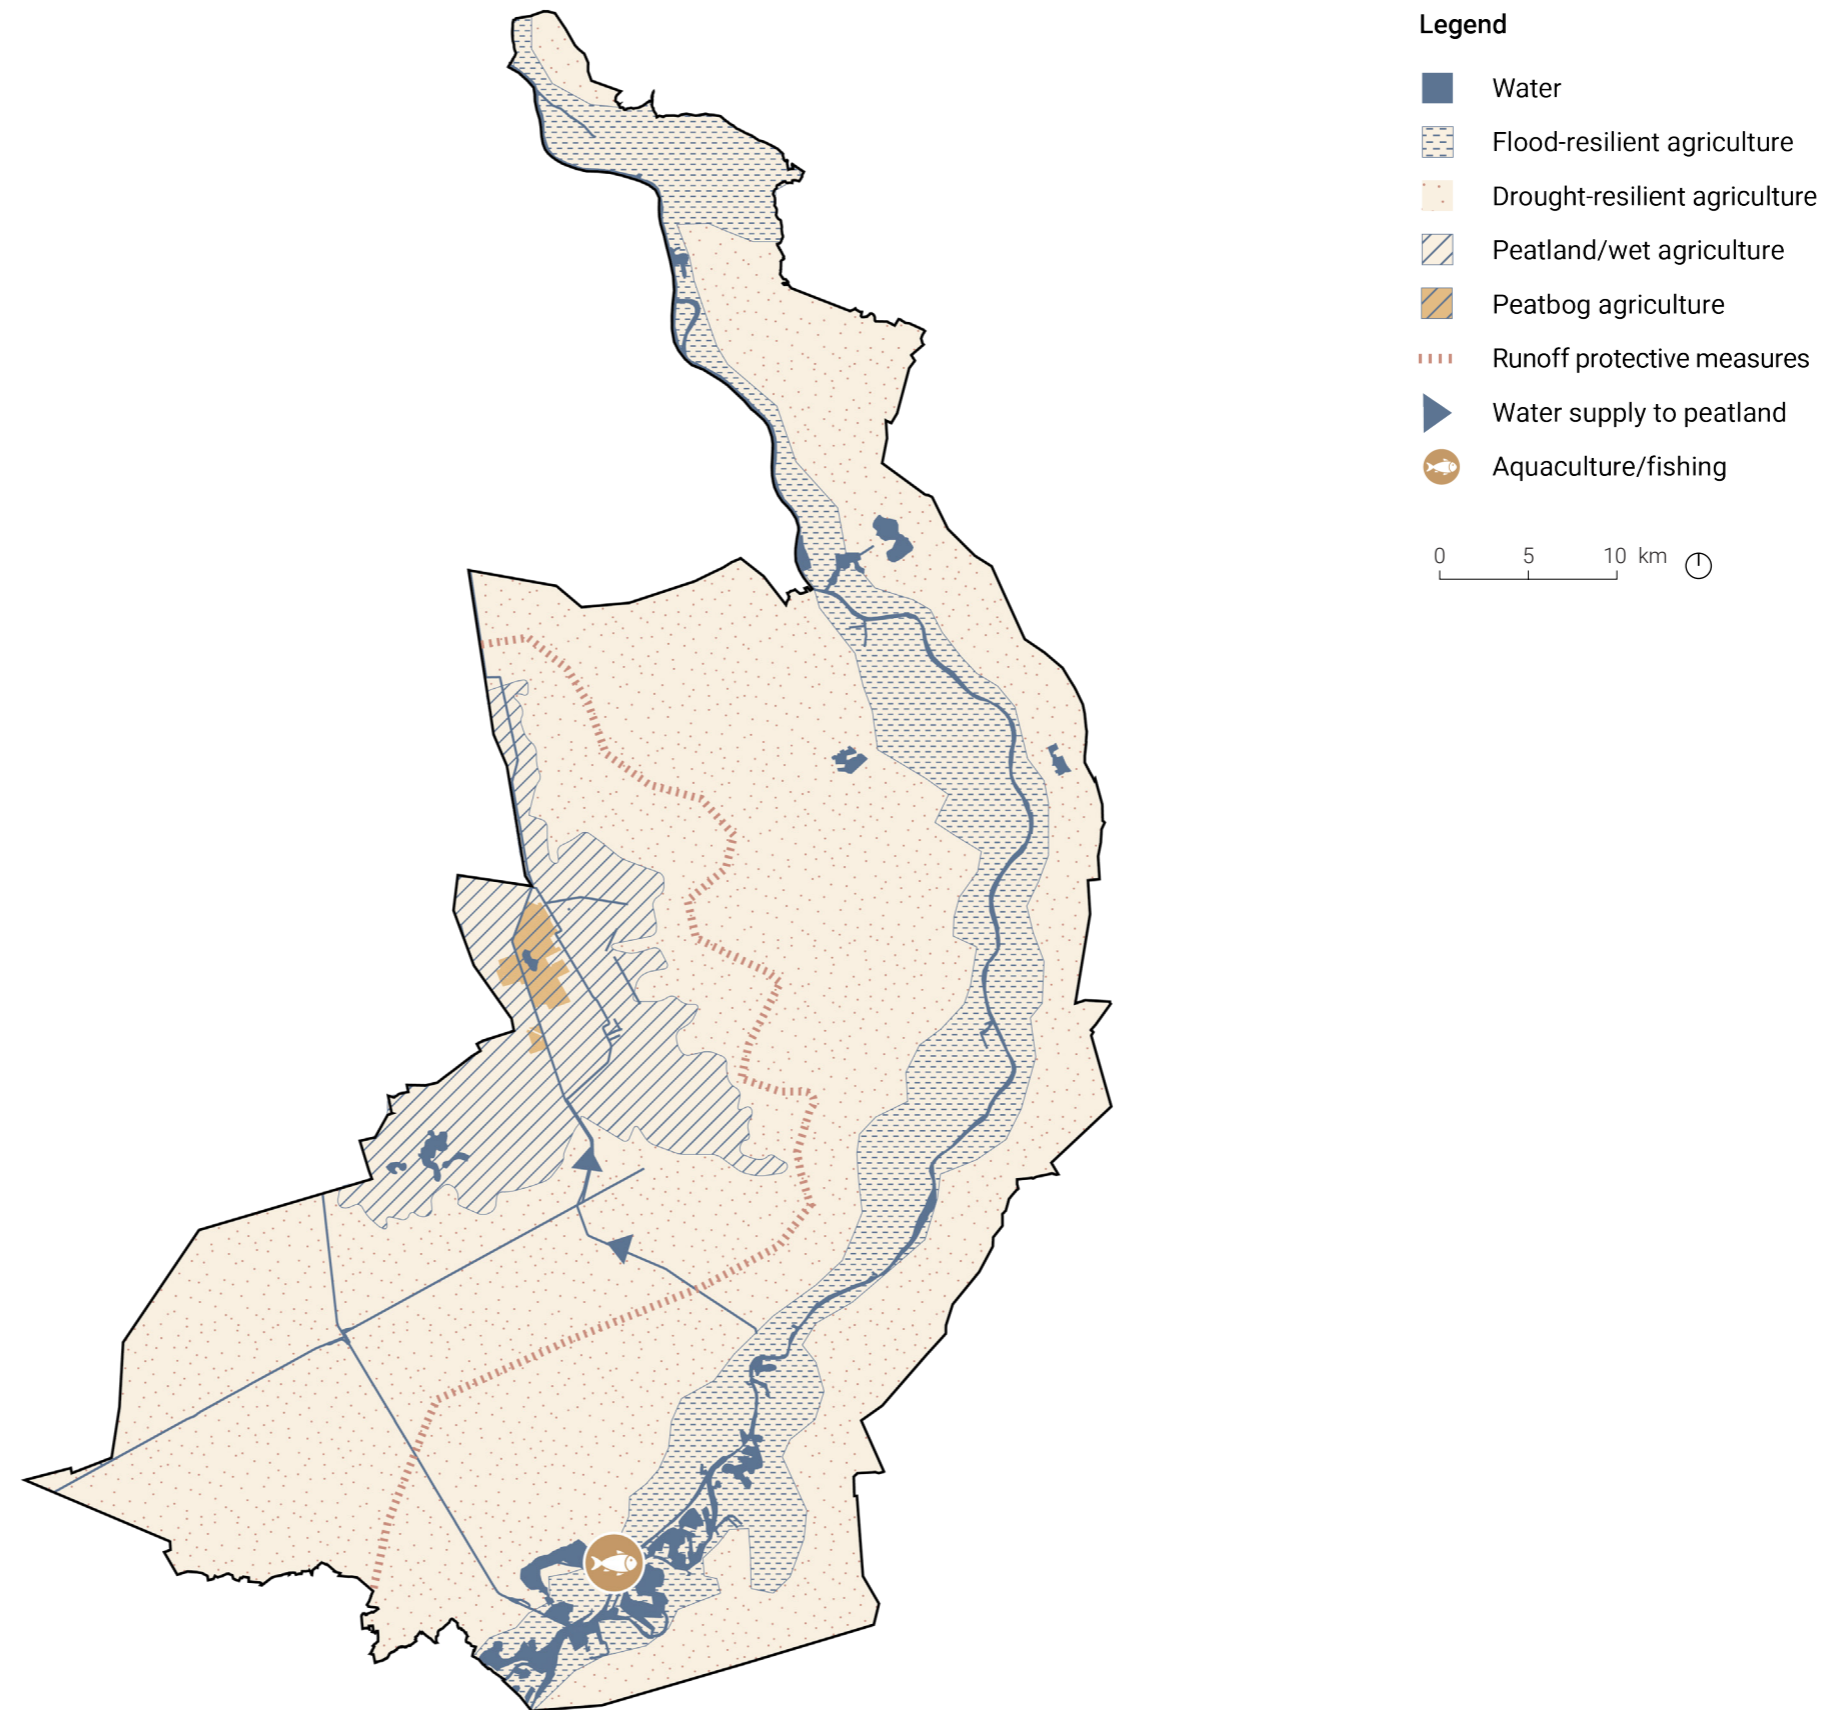 Legend
Water
Flood-resilient agriculture
Drought-resilient agriculture
Peatland/wet agriculture
Peatbog agriculture
Runoff protective measures
Water supply to peatland
Aquaculture/fishing
0 5 10 km